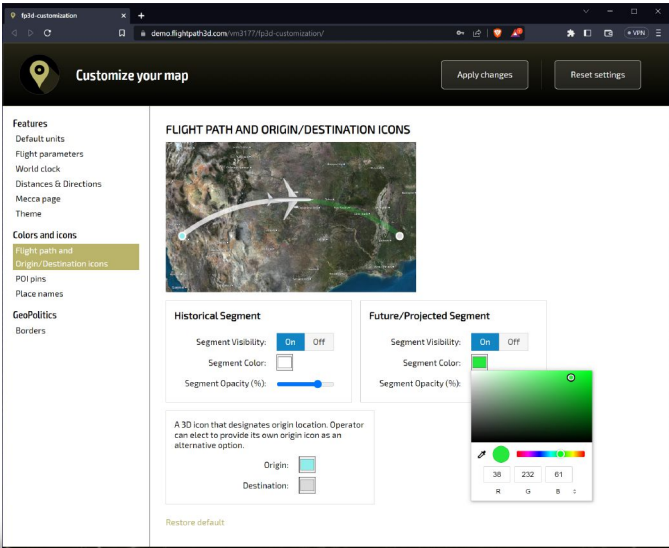 fp3d-customization
demo.flightpath3d.com/vm3177/fp3d-customization/
VPN
Customize your map
Apply changes
Reset settings
Features
Default units
Flight parameters
World clock
Distances & Directions
Mecca page
Theme
Colors and icons
Flight path and
Origin/Destination icons
POI pins
Place names
GeoPolitics
Borders
FLIGHT PATH AND ORIGIN/DESTINATION ICONS
Historical Segment
Segment Visibility: On Off
Segment Color:
Segment Opacity (%):
Future/Projected Segment
Segment Visibility: On Off
Segment Color:
Segment Opacity (%):
38 232 61
R G B
A 3D icon that designates origin location. Operator
can elect to provide its own origin icon as an
alternative option.
Origin:
Destination:
Restore default